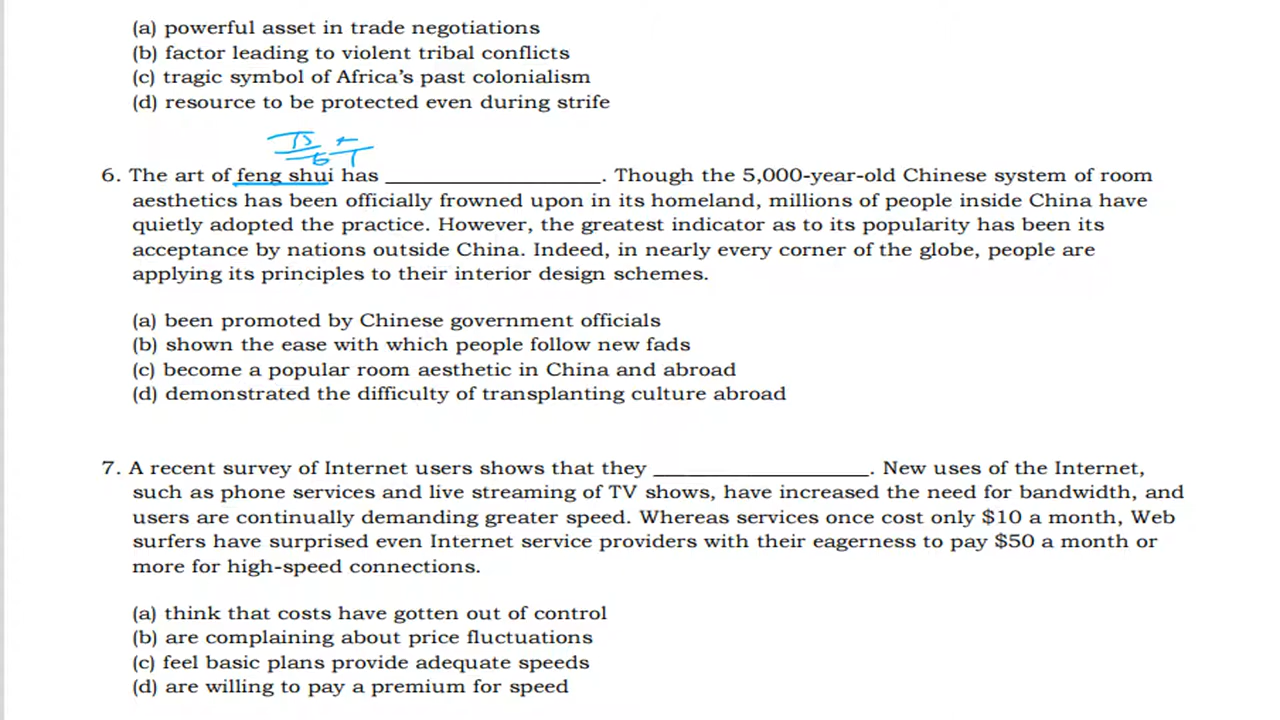 (a) powerful asset in trade negotiations
(b) factor leading to violent tribal conflicts
(c) tragic symbol of Africa's past colonialism
(d) resource to be protected even during strife
6. The art of feng shui has ____________________. Though the 5,000-year-old Chinese system of room
aesthetics has been officially frowned upon in its homeland, millions of people inside China have
quietly adopted the practice. However, the greatest indicator as to its popularity has been its
acceptance by nations outside China. Indeed, in nearly every corner of the globe, people are
applying its principles to their interior design schemes.
(a) been promoted by Chinese government officials
(b) shown the ease with which people follow new fads
(c) become a popular room aesthetic in China and abroad
(d) demonstrated the difficulty of transplanting culture abroad
7. A recent survey of Internet users shows that they ____________________. New uses of the Internet,
such as phone services and live streaming of TV shows, have increased the need for bandwidth, and
users are continually demanding greater speed. Whereas services once cost only $10 a month, Web
surfers have surprised even Internet service providers with their eagerness to pay $50 a month or
more for high-speed connections.
(a) think that costs have gotten out of control
(b) are complaining about price fluctuations
(c) feel basic plans provide adequate speeds
(d) are willing to pay a premium for speed